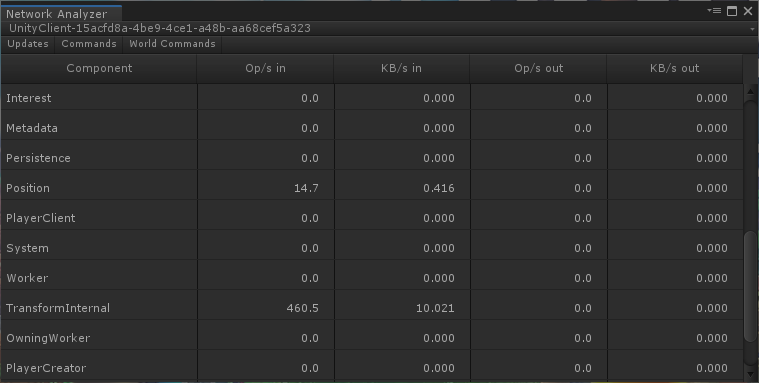 Network Analyzer
UnityClient-15acfd8a-4be9-4ce1-a48b-aa68cef5a323
Updates Commands World Commands
Component Op/s in KB/s in Op/s out KB/s out
Interest 0.0 0.000 0.0 0.000
Metadata 0.0 0.000 0.0 0.000
Persistence 0.0 0.000 0.0 0.000
Position 14.7 0.416 0.0 0.000
PlayerClient 0.0 0.000 0.0 0.000
System 0.0 0.000 0.0 0.000
Worker 0.0 0.000 0.0 0.000
TransformInternal 460.5 10.021 0.0 0.000
OwningWorker 0.0 0.000 0.0 0.000
PlayerCreator 0.0 0.000 0.0 0.000